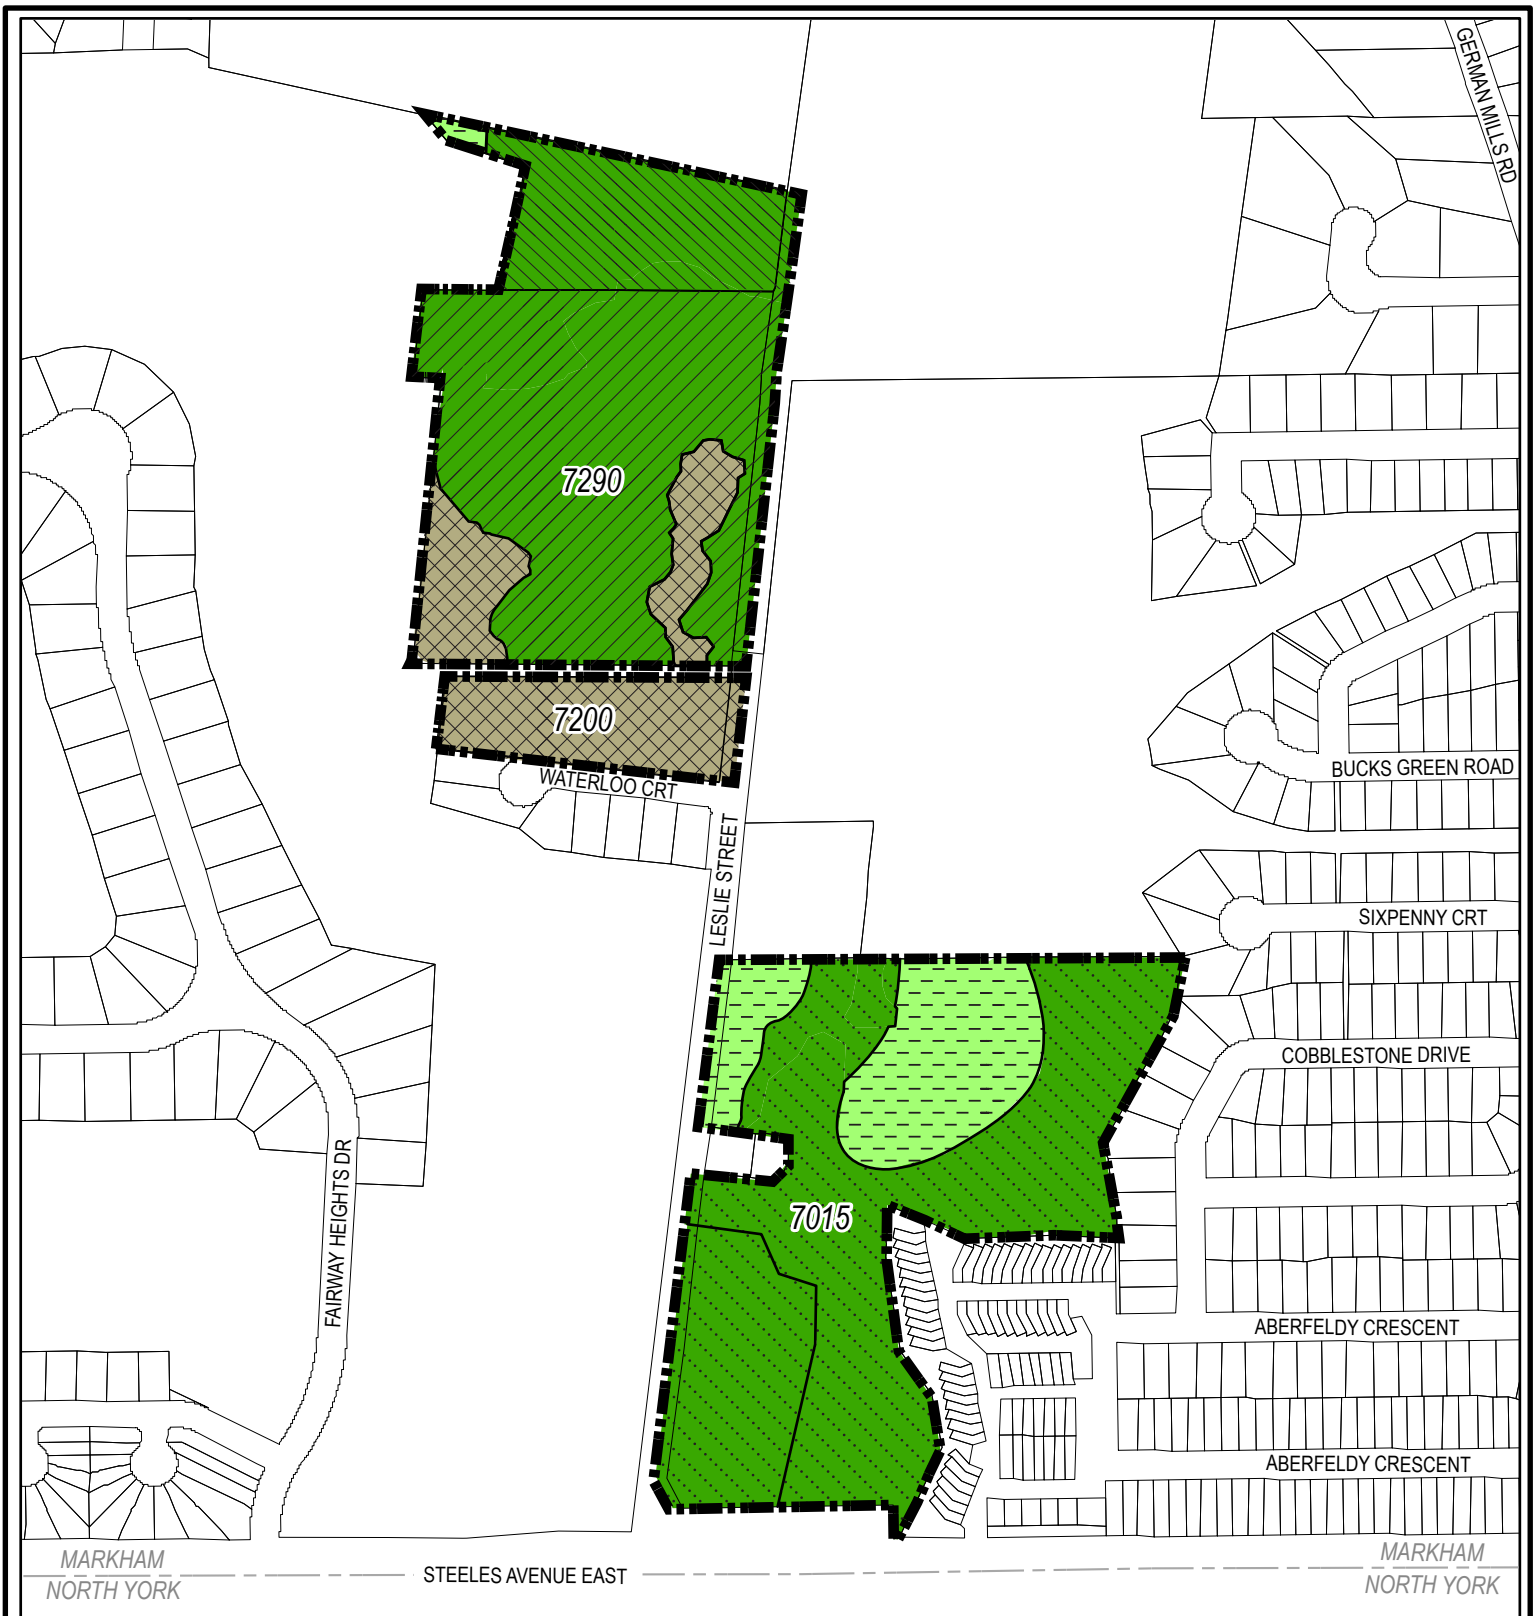 GERMAN MILLS RD
7290
7200
WATERLOO CRT
BUCKS GREEN ROAD
LESLIE STREET
SIXPENNY CRT
COBBLESTONE DRIVE
FAIRWAY HEIGHTS DR
7015
ABERFELDY CRESCENT
ABERFELDY CRESCENT
MARKHAM
NORTH YORK
STEELES AVENUE EAST
MARKHAM
NORTH YORK